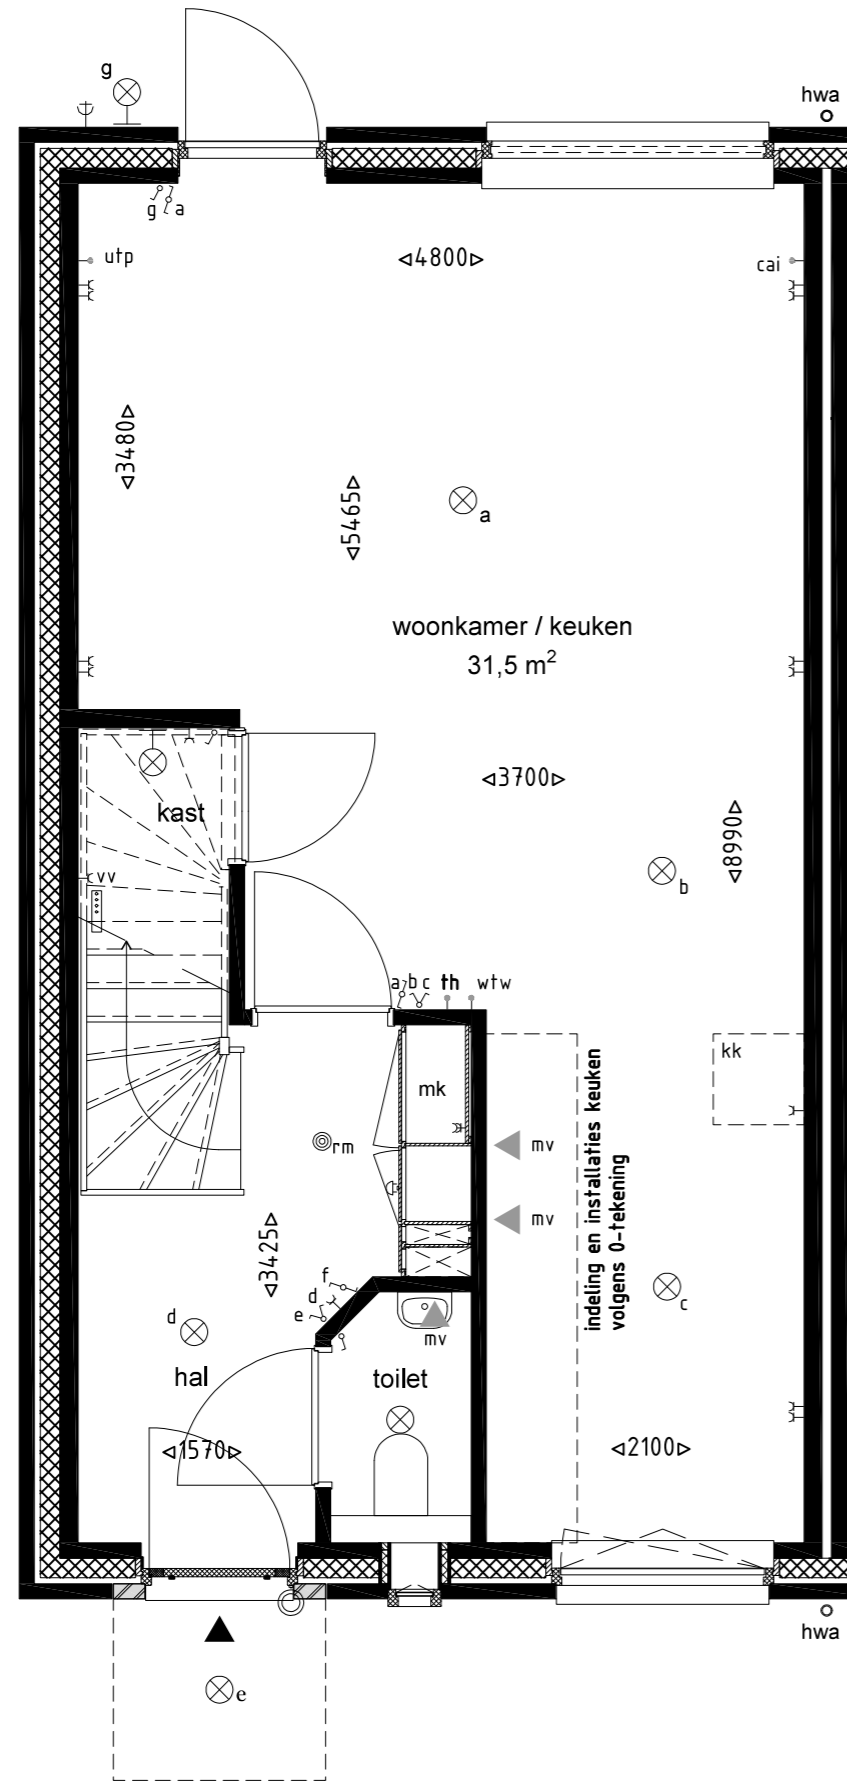 g
hwa
g a
utp
4800
cai
3480
5465
a
woonkamer / keuken
31,5 m²
3700
kast
8990
b
vv
a b c th wtw
kk
mk
rm
mv
mv
indeling en installaties keuken
volgens 0-tekening
3425
f
d
e
c
d
mv
hal
toilet
1570
2100
hwa
e